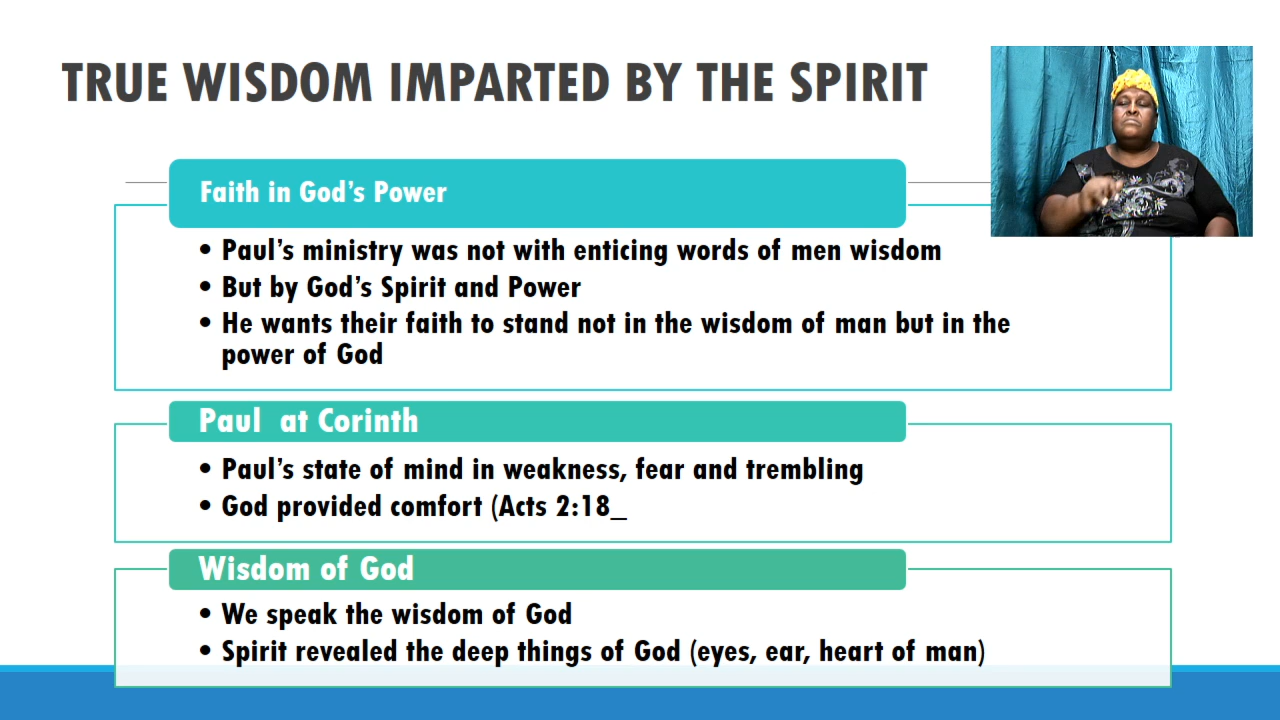 TRUE WISDOM IMPARTED BY THE SPIRIT
Faith in God's Power
• Paul's ministry was not with enticing words of men wisdom
• But by God's Spirit and Power
• He wants their faith to stand not in the wisdom of man but in the
power of God
Paul  at Corinth
• Paul's state of mind in weakness, fear and trembling
• God provided comfort (Acts 2:18_
Wisdom of God
• We speak the wisdom of God
• Spirit revealed the deep things of God (eyes, ear, heart of man)